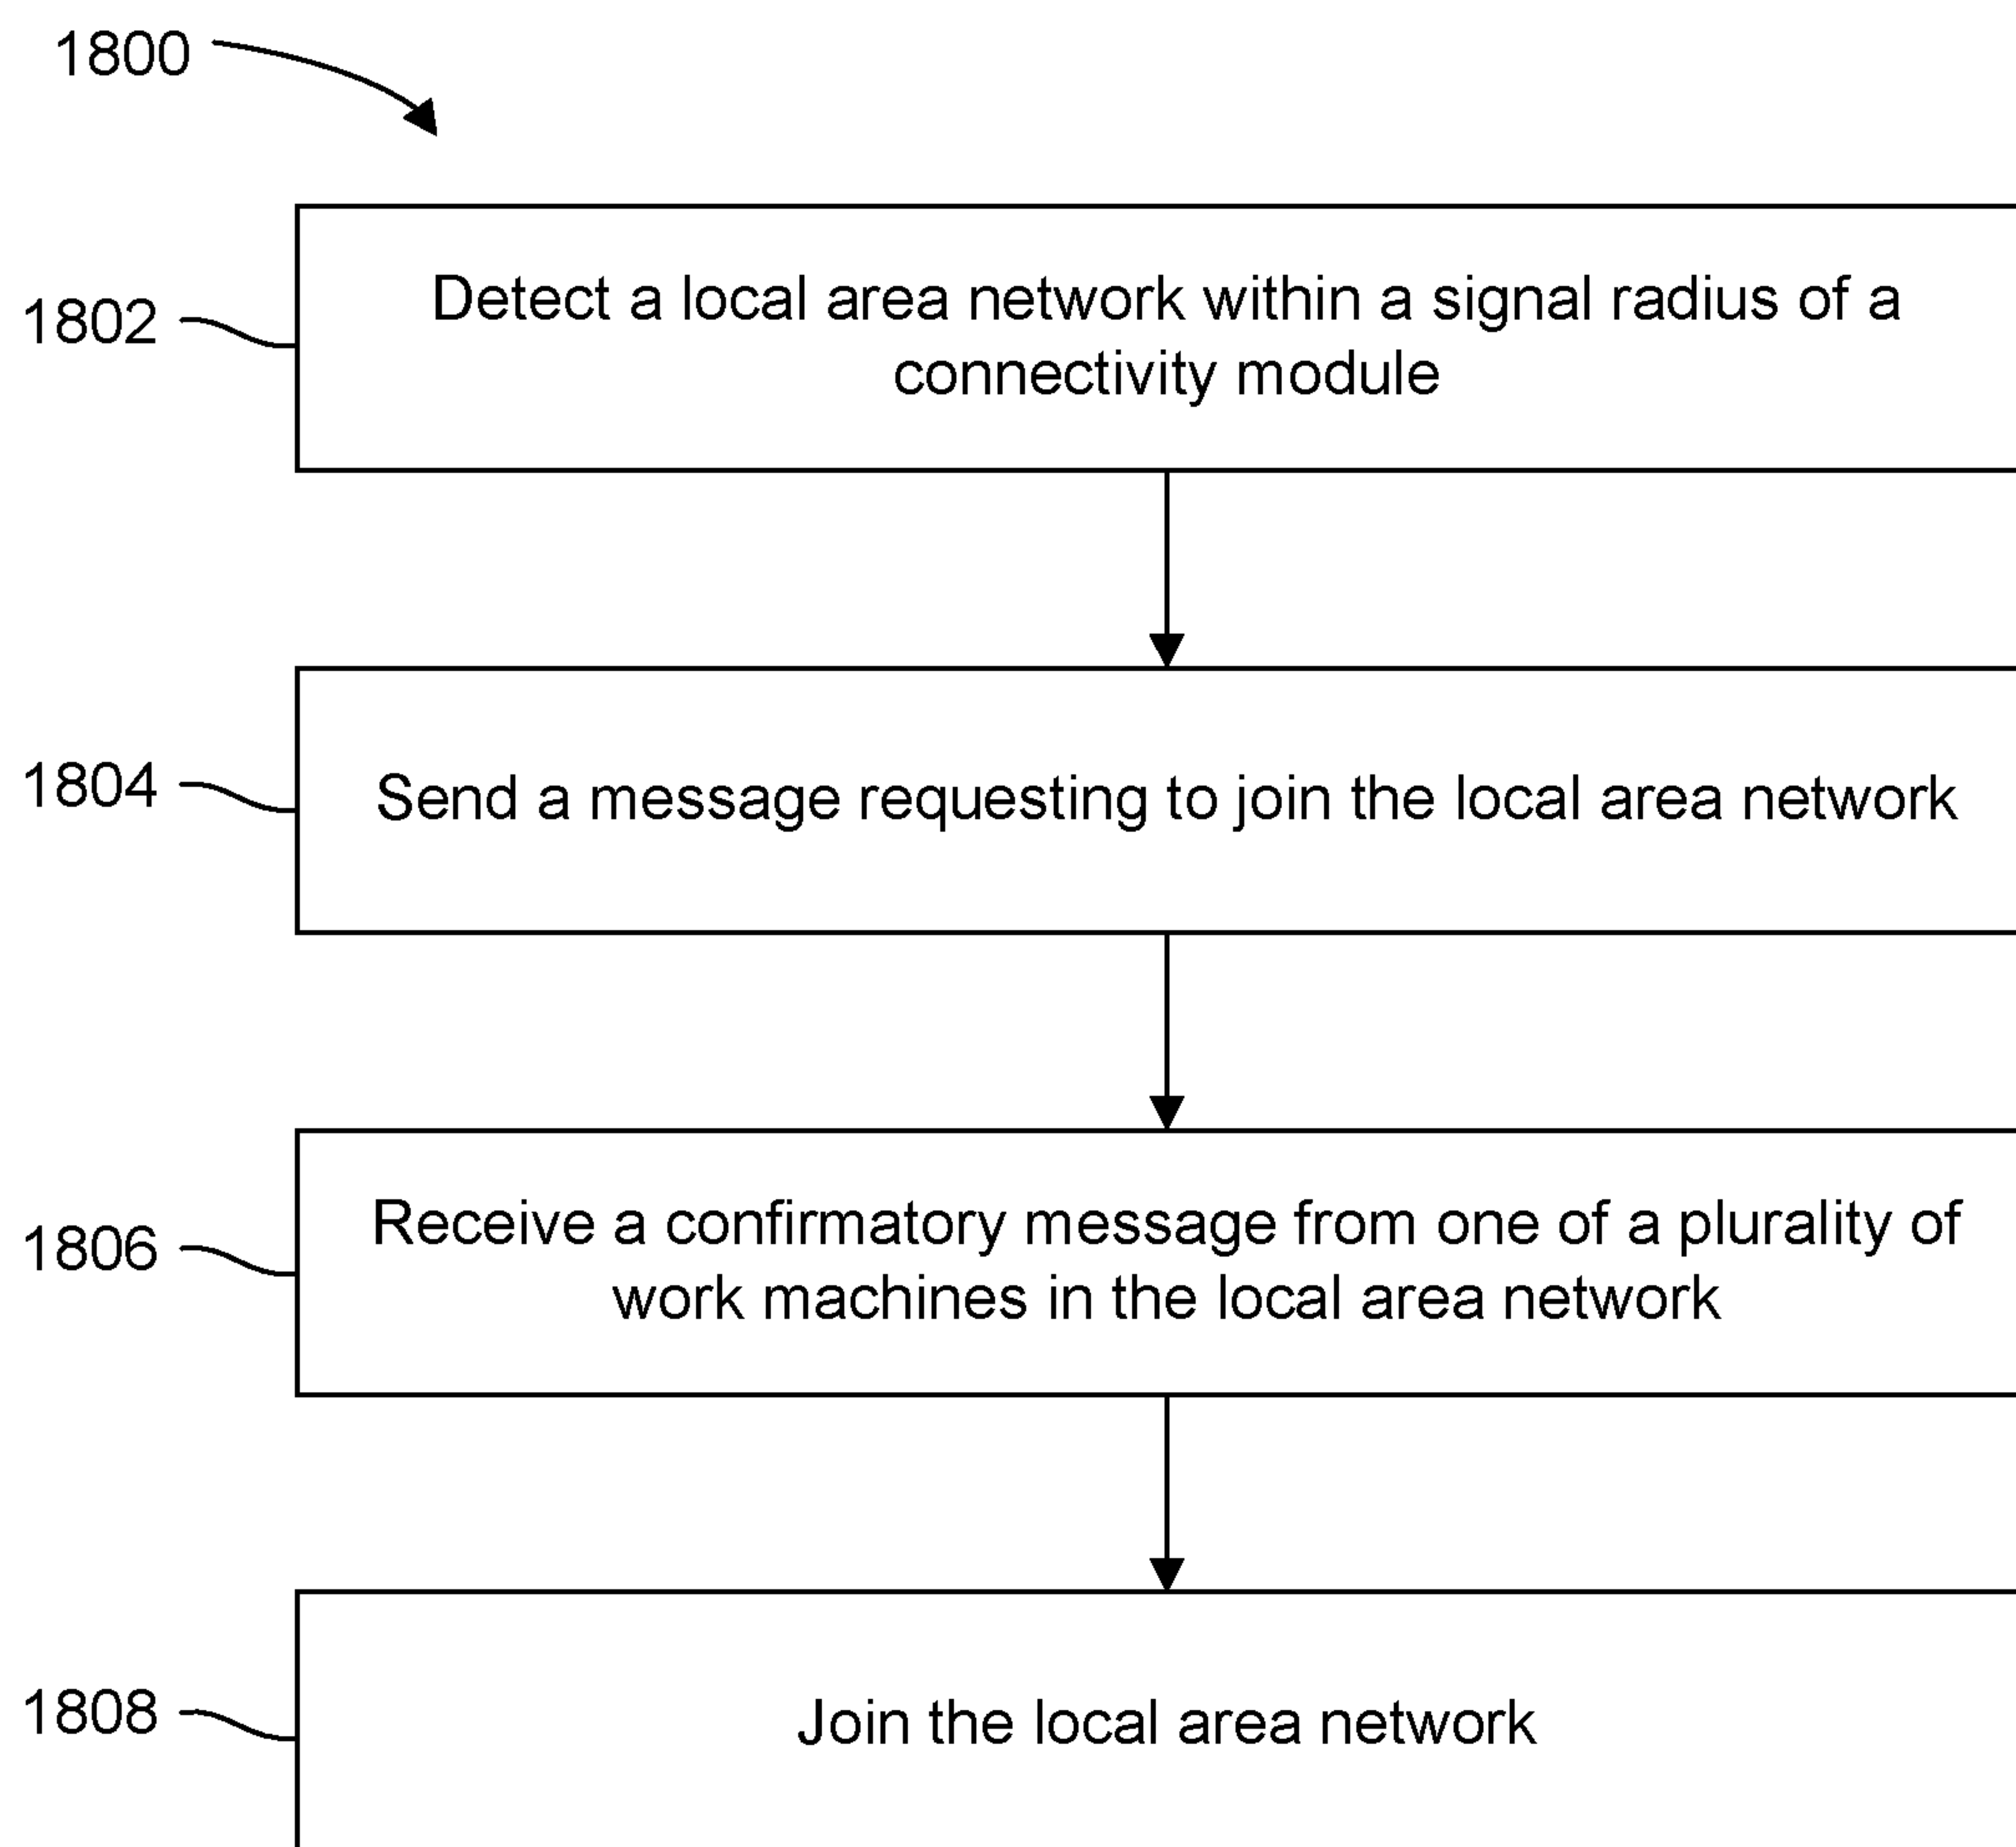 1800
1802
Detect a local area network within a signal radius of a
connectivity module
1804
Send a message requesting to join the local area network
1806
Receive a confirmatory message from one of a plurality of
work machines in the local area network
1808
Join the local area network